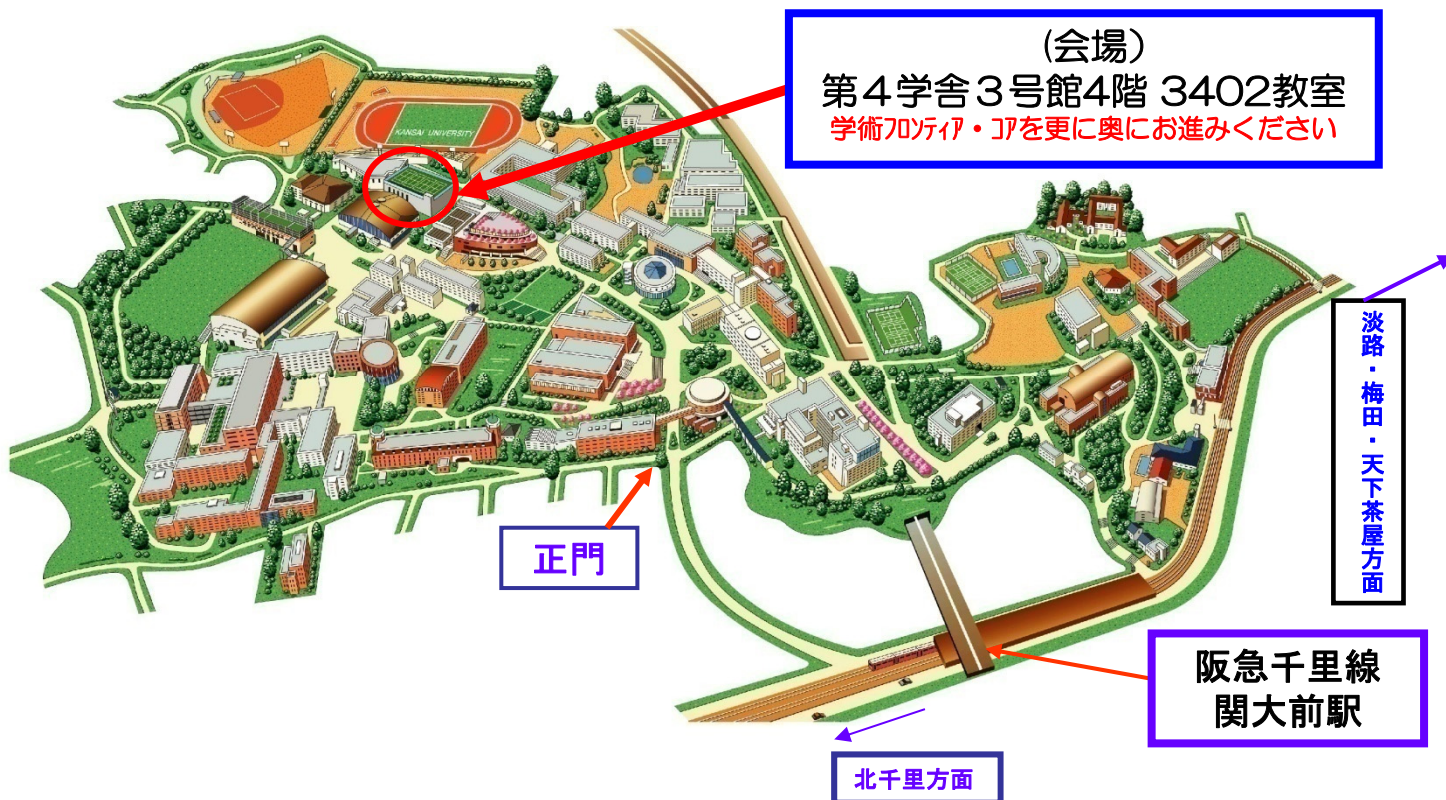 (会場）
第４学舎３号館4階 3402教室
学術ﾌﾛﾝﾃｨｱ・ｺｱを更に奥にお進みください
KANSAI UNIVERSITY
淡路・梅田・天下茶屋方面
正門
阪急千里線
関大前駅
北千里方面